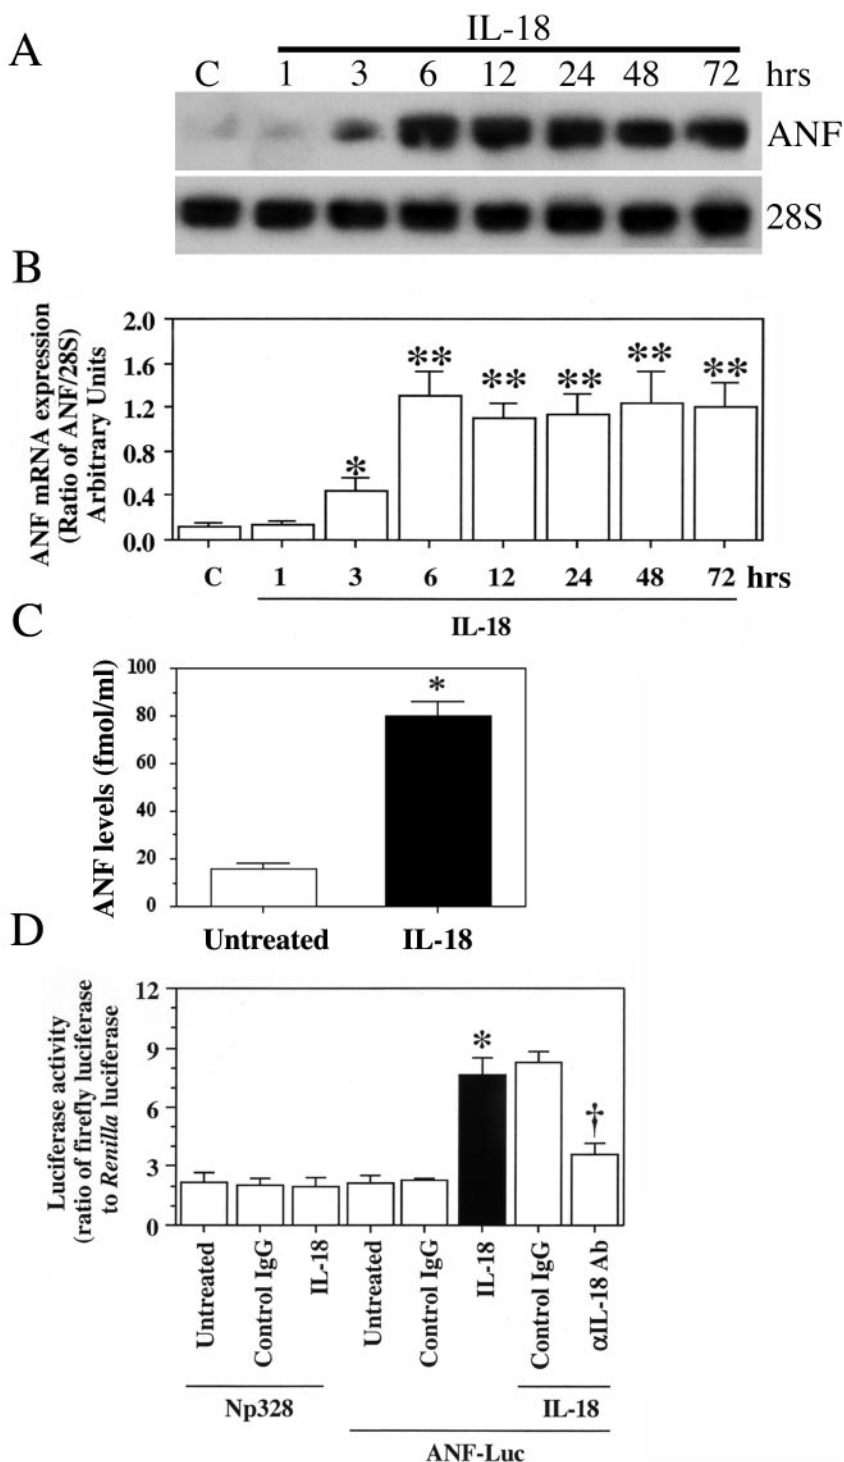 A
IL-18
C 1 3 6 12 24 48 72 hrs
ANF
28S
B
ANF mRNA expression
(Ratio of ANF/28S)
Arbitrary Units
2.0
1.6
1.2
0.8
0.4
0.0
* ** ** ** ** **
C 1 3 6 12 24 48 72 hrs
IL-18
C
ANF levels (fmol/ml)
100
80
60
40
20
0
*
Untreated IL-18
D
Luciferase activity
(ratio of firefly luciferase
to Renilla luciferase
12
9
6
3
0
* †
Untreated
Control IgG
IL-18
Untreated
Control IgG
IL-18
Control IgG
αIL-18 Ab
Np328 IL-18
ANF-Luc